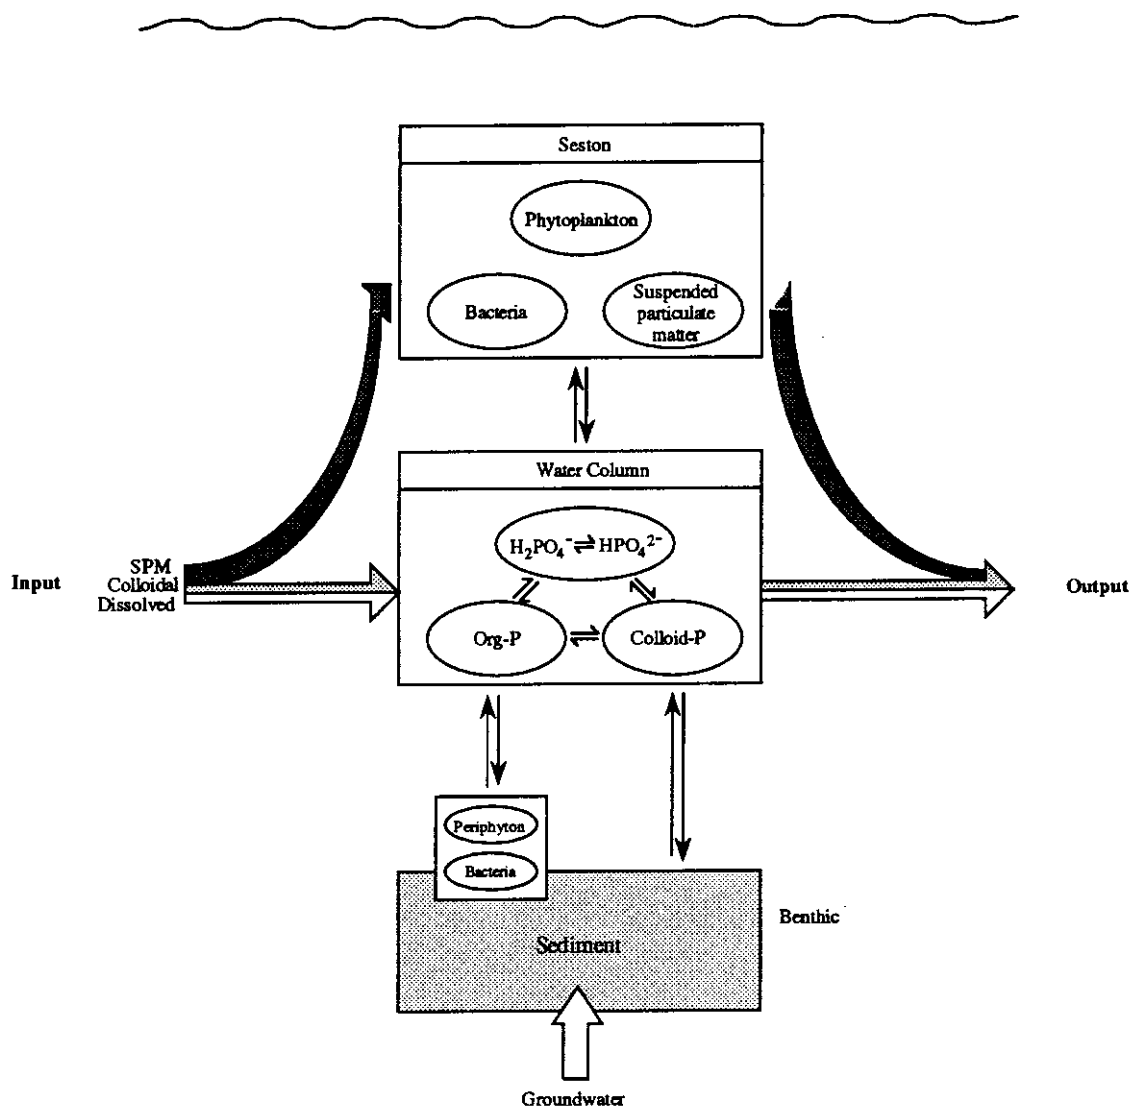 Seston
Phytoplankton
Bacteria
Suspended
particulate
matter
Water Column
H₂PO₄⁻ ⇌ HPO₄²⁻
Input
SPM
Colloidal
Dissolved
Output
Org-P
Colloid-P
Periphyton
Bacteria
Benthic
Sediment
Groundwater